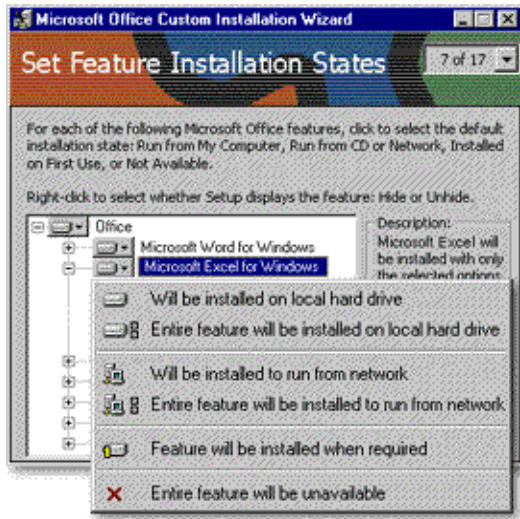 Microsoft Office Custom Installation Wizard
Set Feature Installation States
7 of 17
For each of the following Microsoft Office features, click to select the default
installation state: Run from My Computer, Run from CD or Network, Installed
on First Use, or Not Available.
Right-click to select whether Setup displays the feature: Hide or Unhide.
Office
Microsoft Word for Windows
Microsoft Excel for Windows
Description:
Microsoft Excel will
be installed with only
the selected options
Will be installed on local hard drive
Entire feature will be installed on local hard drive
Will be installed to run from network
Entire feature will be installed to run from network
Feature will be installed when required
Entire feature will be unavailable